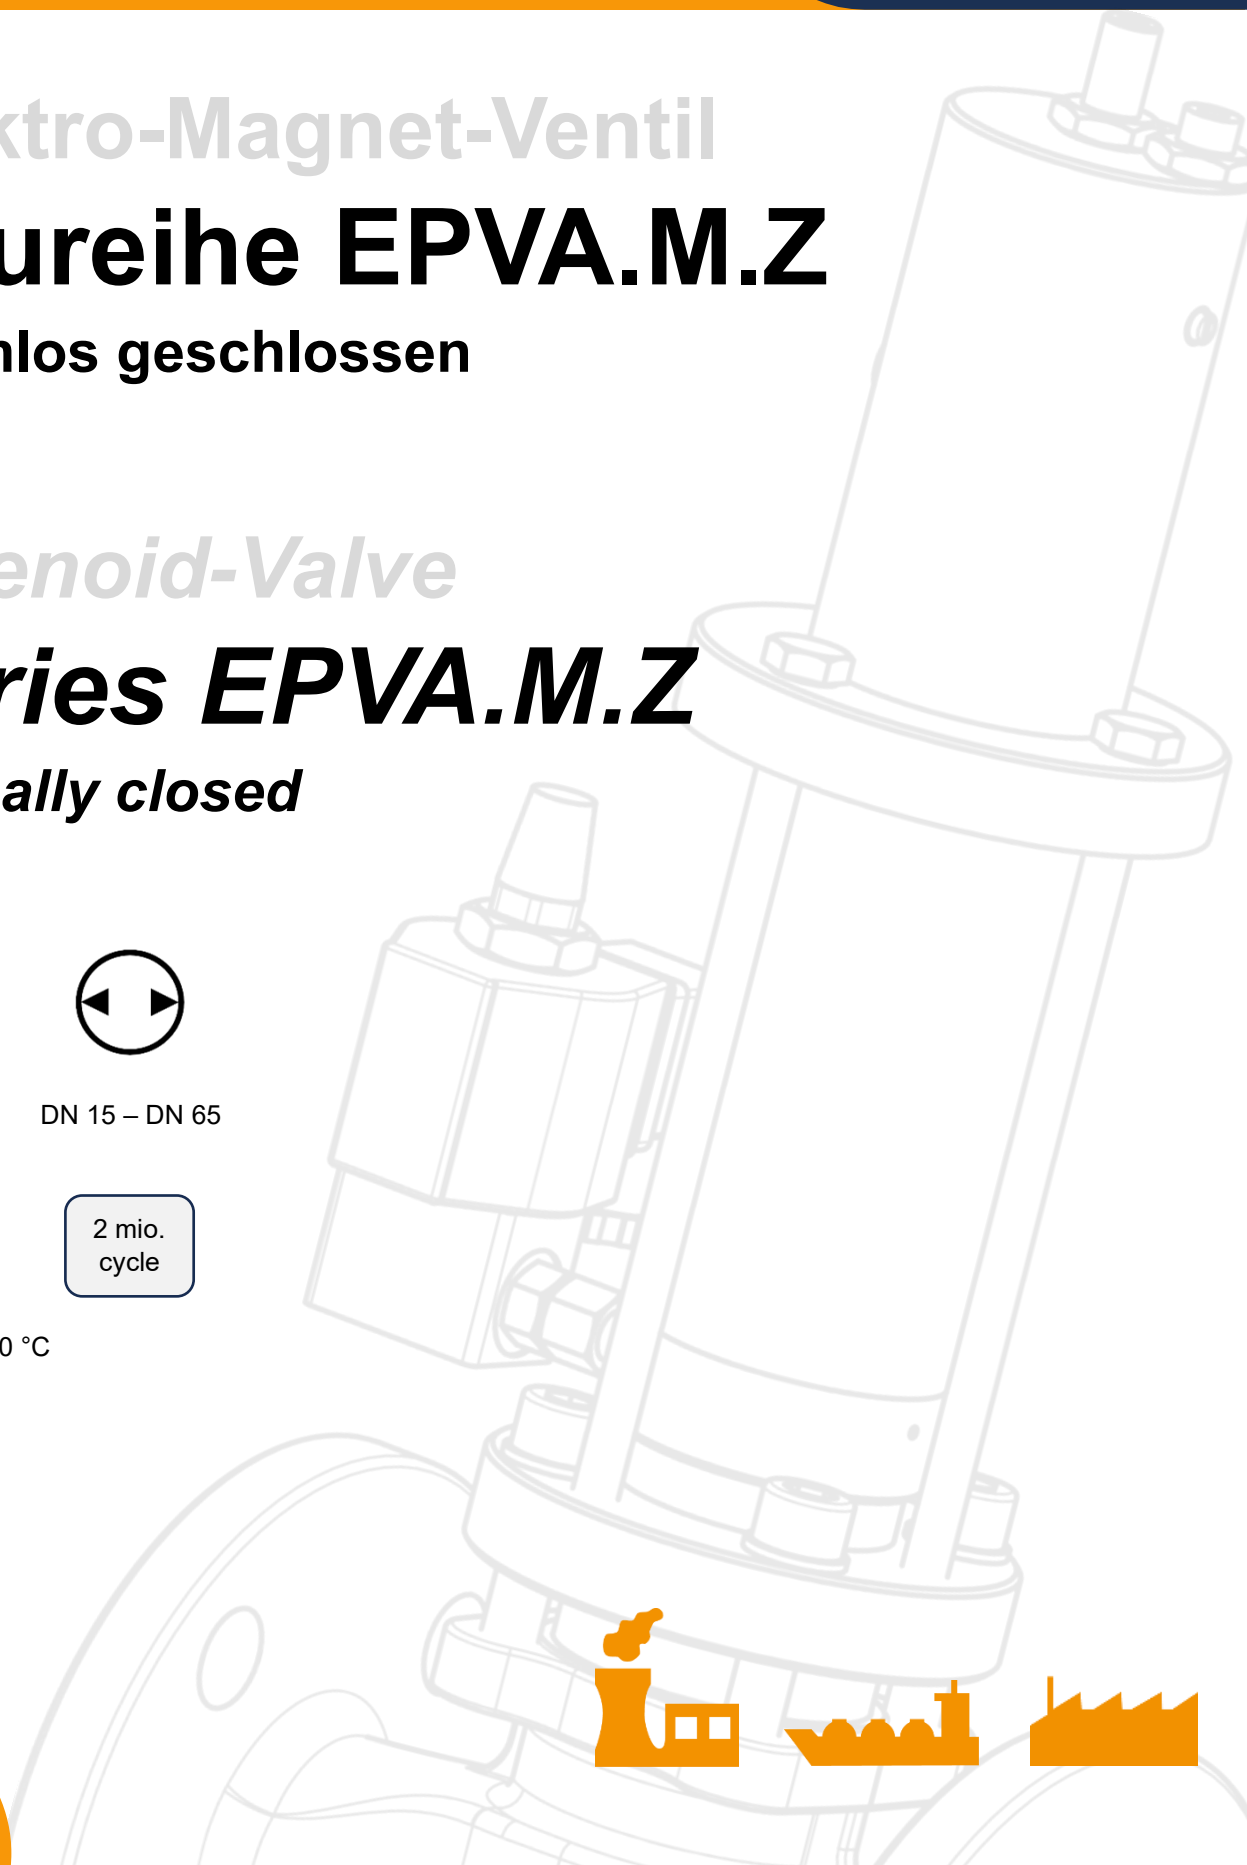 ktro-Magnet-Ventil
ureihe EPVA.M.Z
nlos geschlossen
enoid-Valve
ries EPVA.M.Z
ally closed
DN 15 – DN 65
2 mio.
cycle
0 °C